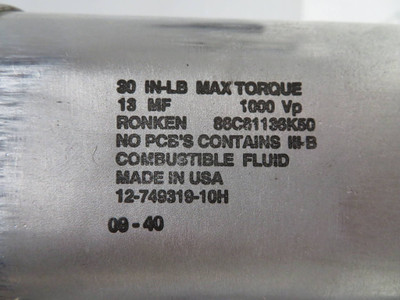 30 IN-LB MAX TORQUE
13 MF 1000 Vp
RONKEN 86C81136K50
NO PCB'S CONTAINS III-B
COMBUSTIBLE FLUID
MADE IN USA
12-749319-10H
09-40